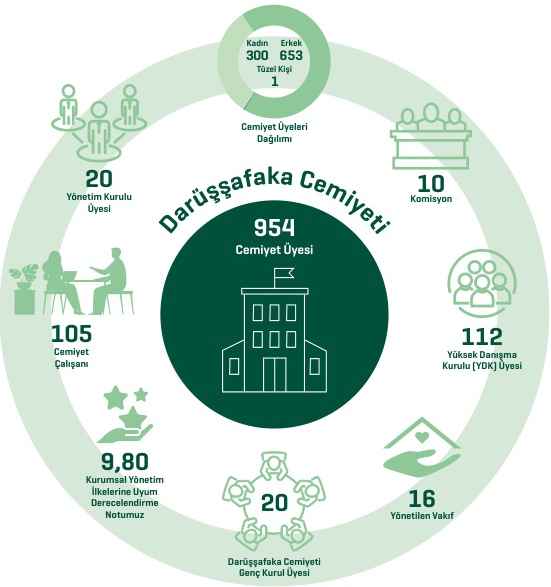 Kadın Erkek
300 653
Tüzel Kişi
1
Cemiyet Üyeleri
Dağılımı
20
Yönetim Kurulu
Üyesi
10
Komisyon
Darüşşafaka Cemiyeti
954
Cemiyet Üyesi
105
Cemiyet
Çalışanı
112
Yüksek Danışma
Kurulu (YDK) Üyesi
9,80
Kurumsal Yönetim
İlkelerine Uyum
Derecelendirme
Notumuz
20
Darüşşafaka Cemiyeti
Genç Kurul Üyesi
16
Yönetilen Vakıf